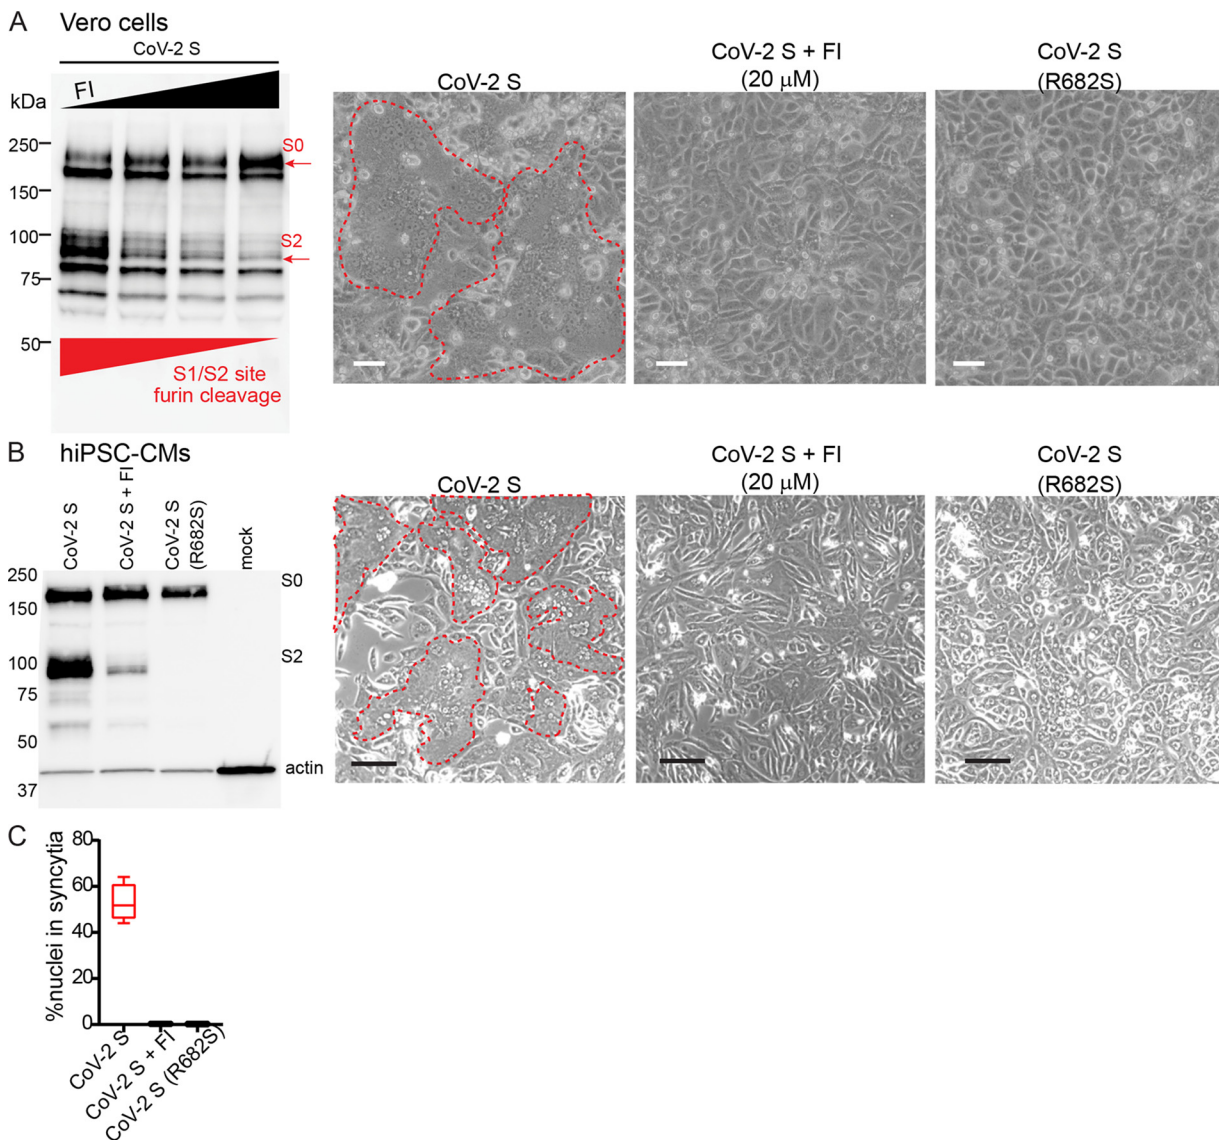 A Vero cells
CoV-2 S
FI
kDa
250
150
100
75
50
S0
S2
S1/S2 site
furin cleavage
CoV-2 S
CoV-2 S + FI
(20 μM)
CoV-2 S
(R682S)
B hiPSC-CMs
CoV-2 S
CoV-2 S + FI
CoV-2 S
(R682S)
mock
250
150
100
75
50
37
S0
S2
actin
CoV-2 S
CoV-2 S + FI
(20 μM)
CoV-2 S
(R682S)
C
%nuclei in syncytia
80
60
40
20
0
CoV-2 S
CoV-2 S + FI
CoV-2 S (R682S)